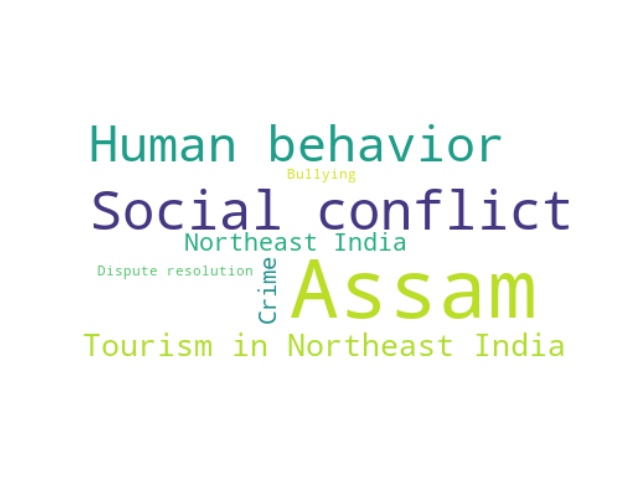 Human behavior
Bullying
Social conflict
Northeast India
Dispute resolution
Crime
Assam
Tourism in Northeast India